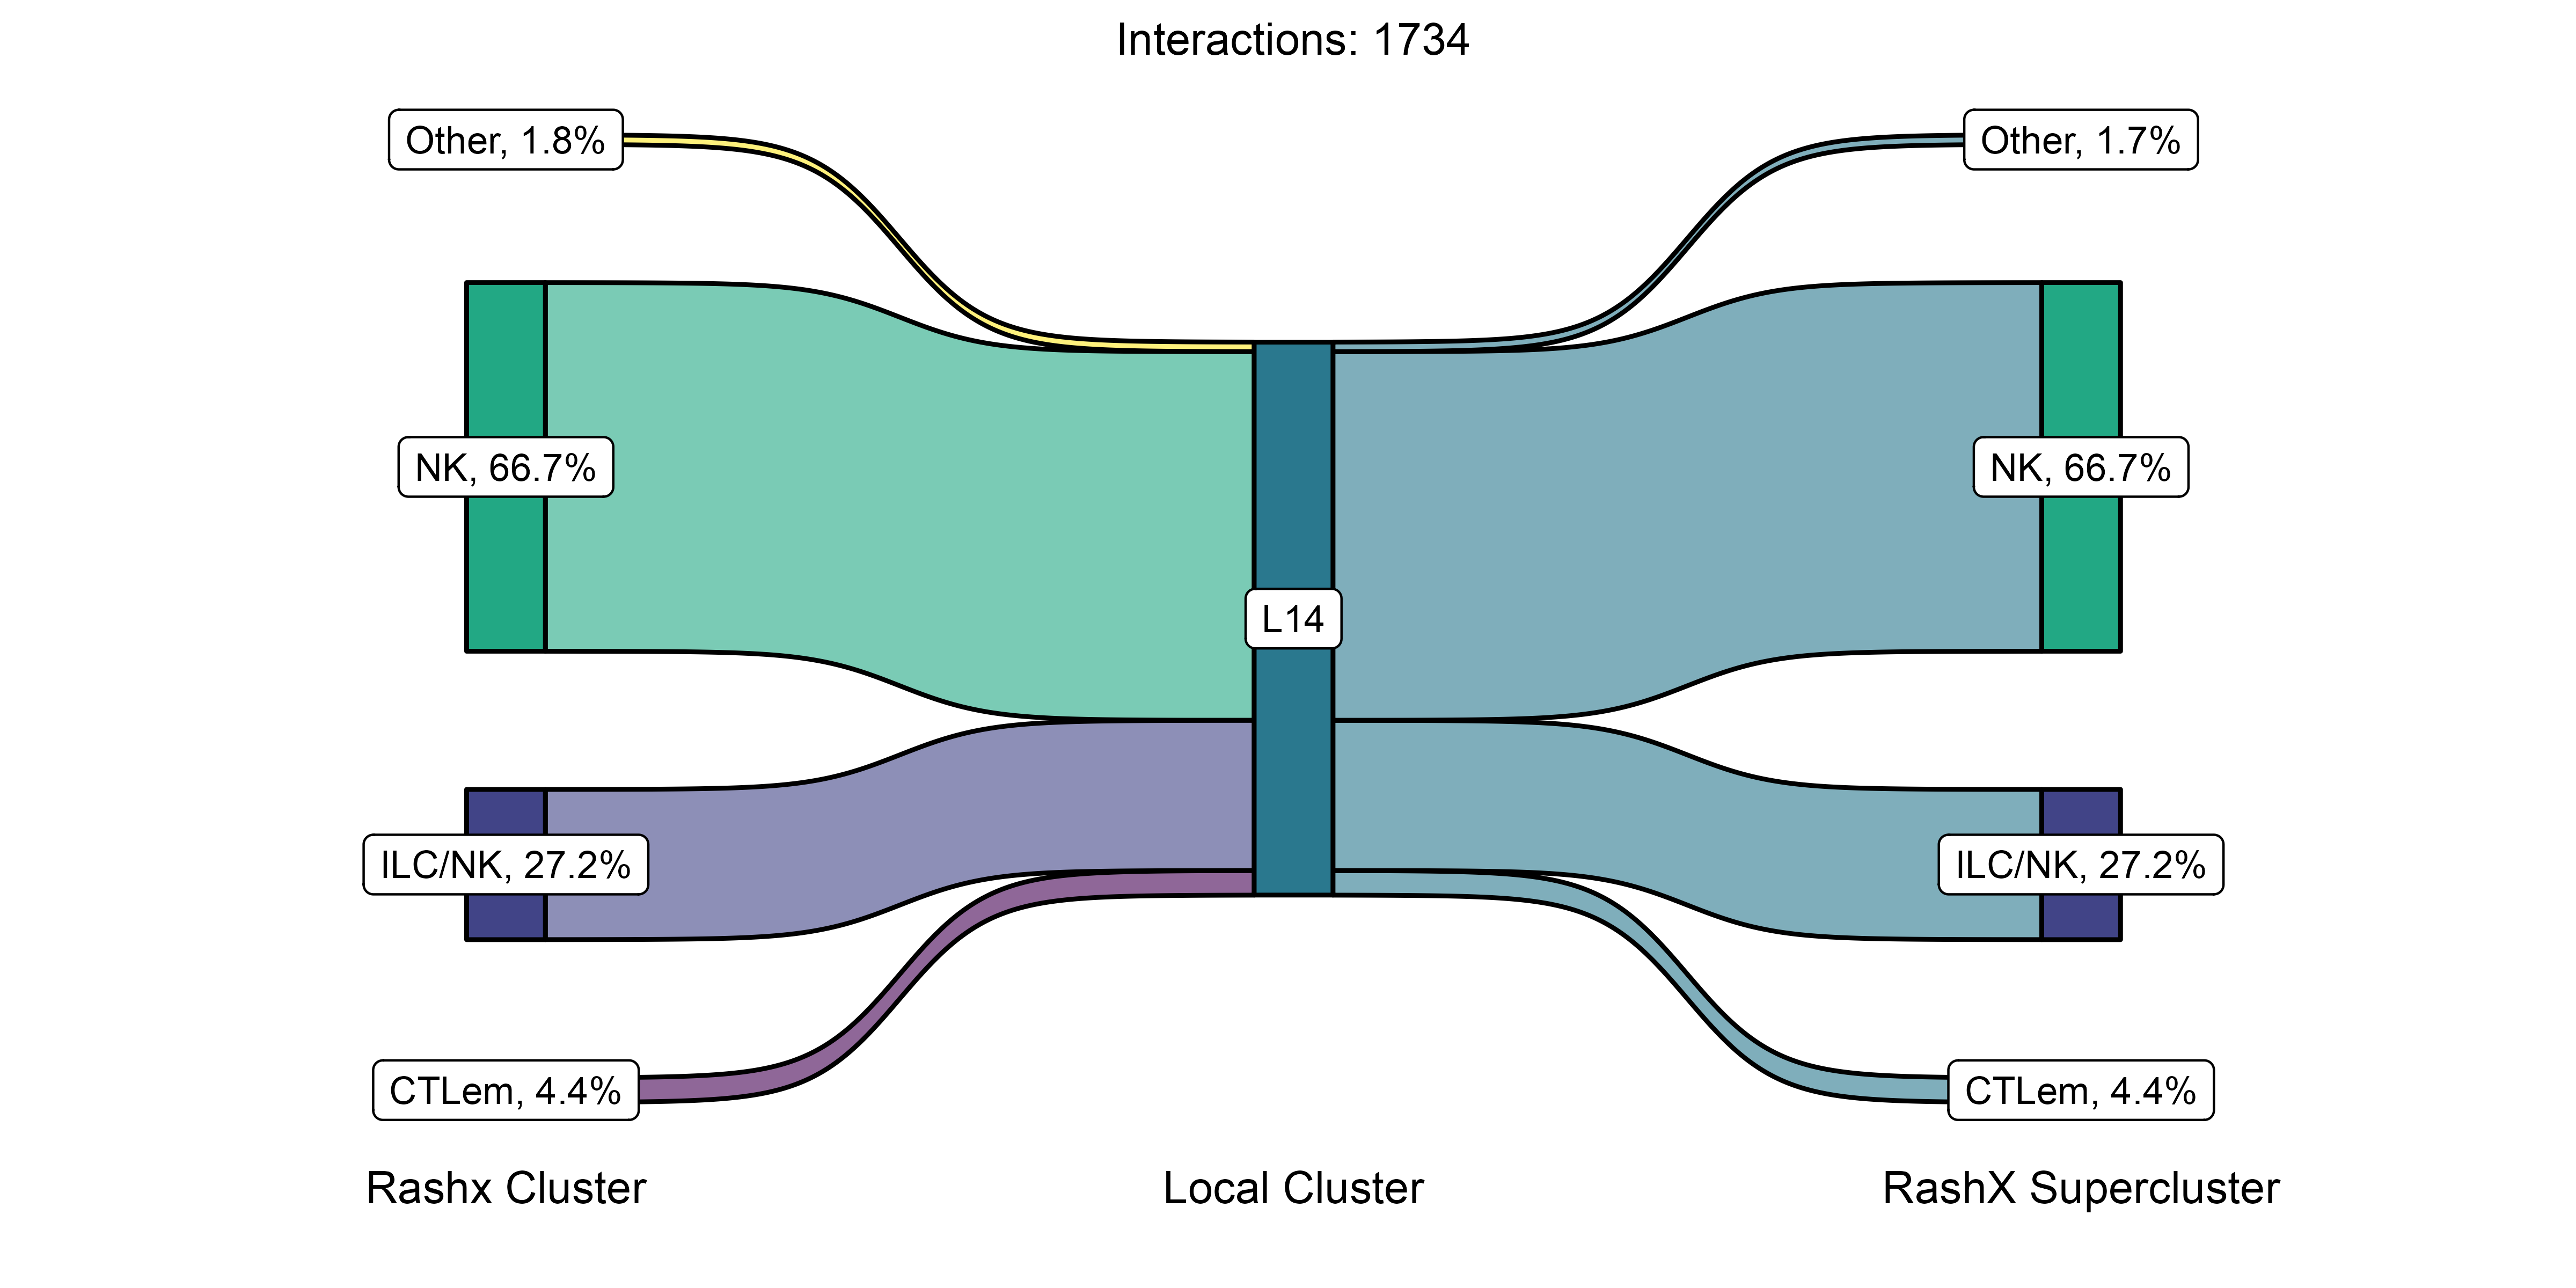 Interactions: 1734
Other, 1.8%
Other, 1.7%
NK, 66.7%
NK, 66.7%
L14
ILC/NK, 27.2%
ILC/NK, 27.2%
CTLem, 4.4%
CTLem, 4.4%
Rashx Cluster
Local Cluster
RashX Supercluster